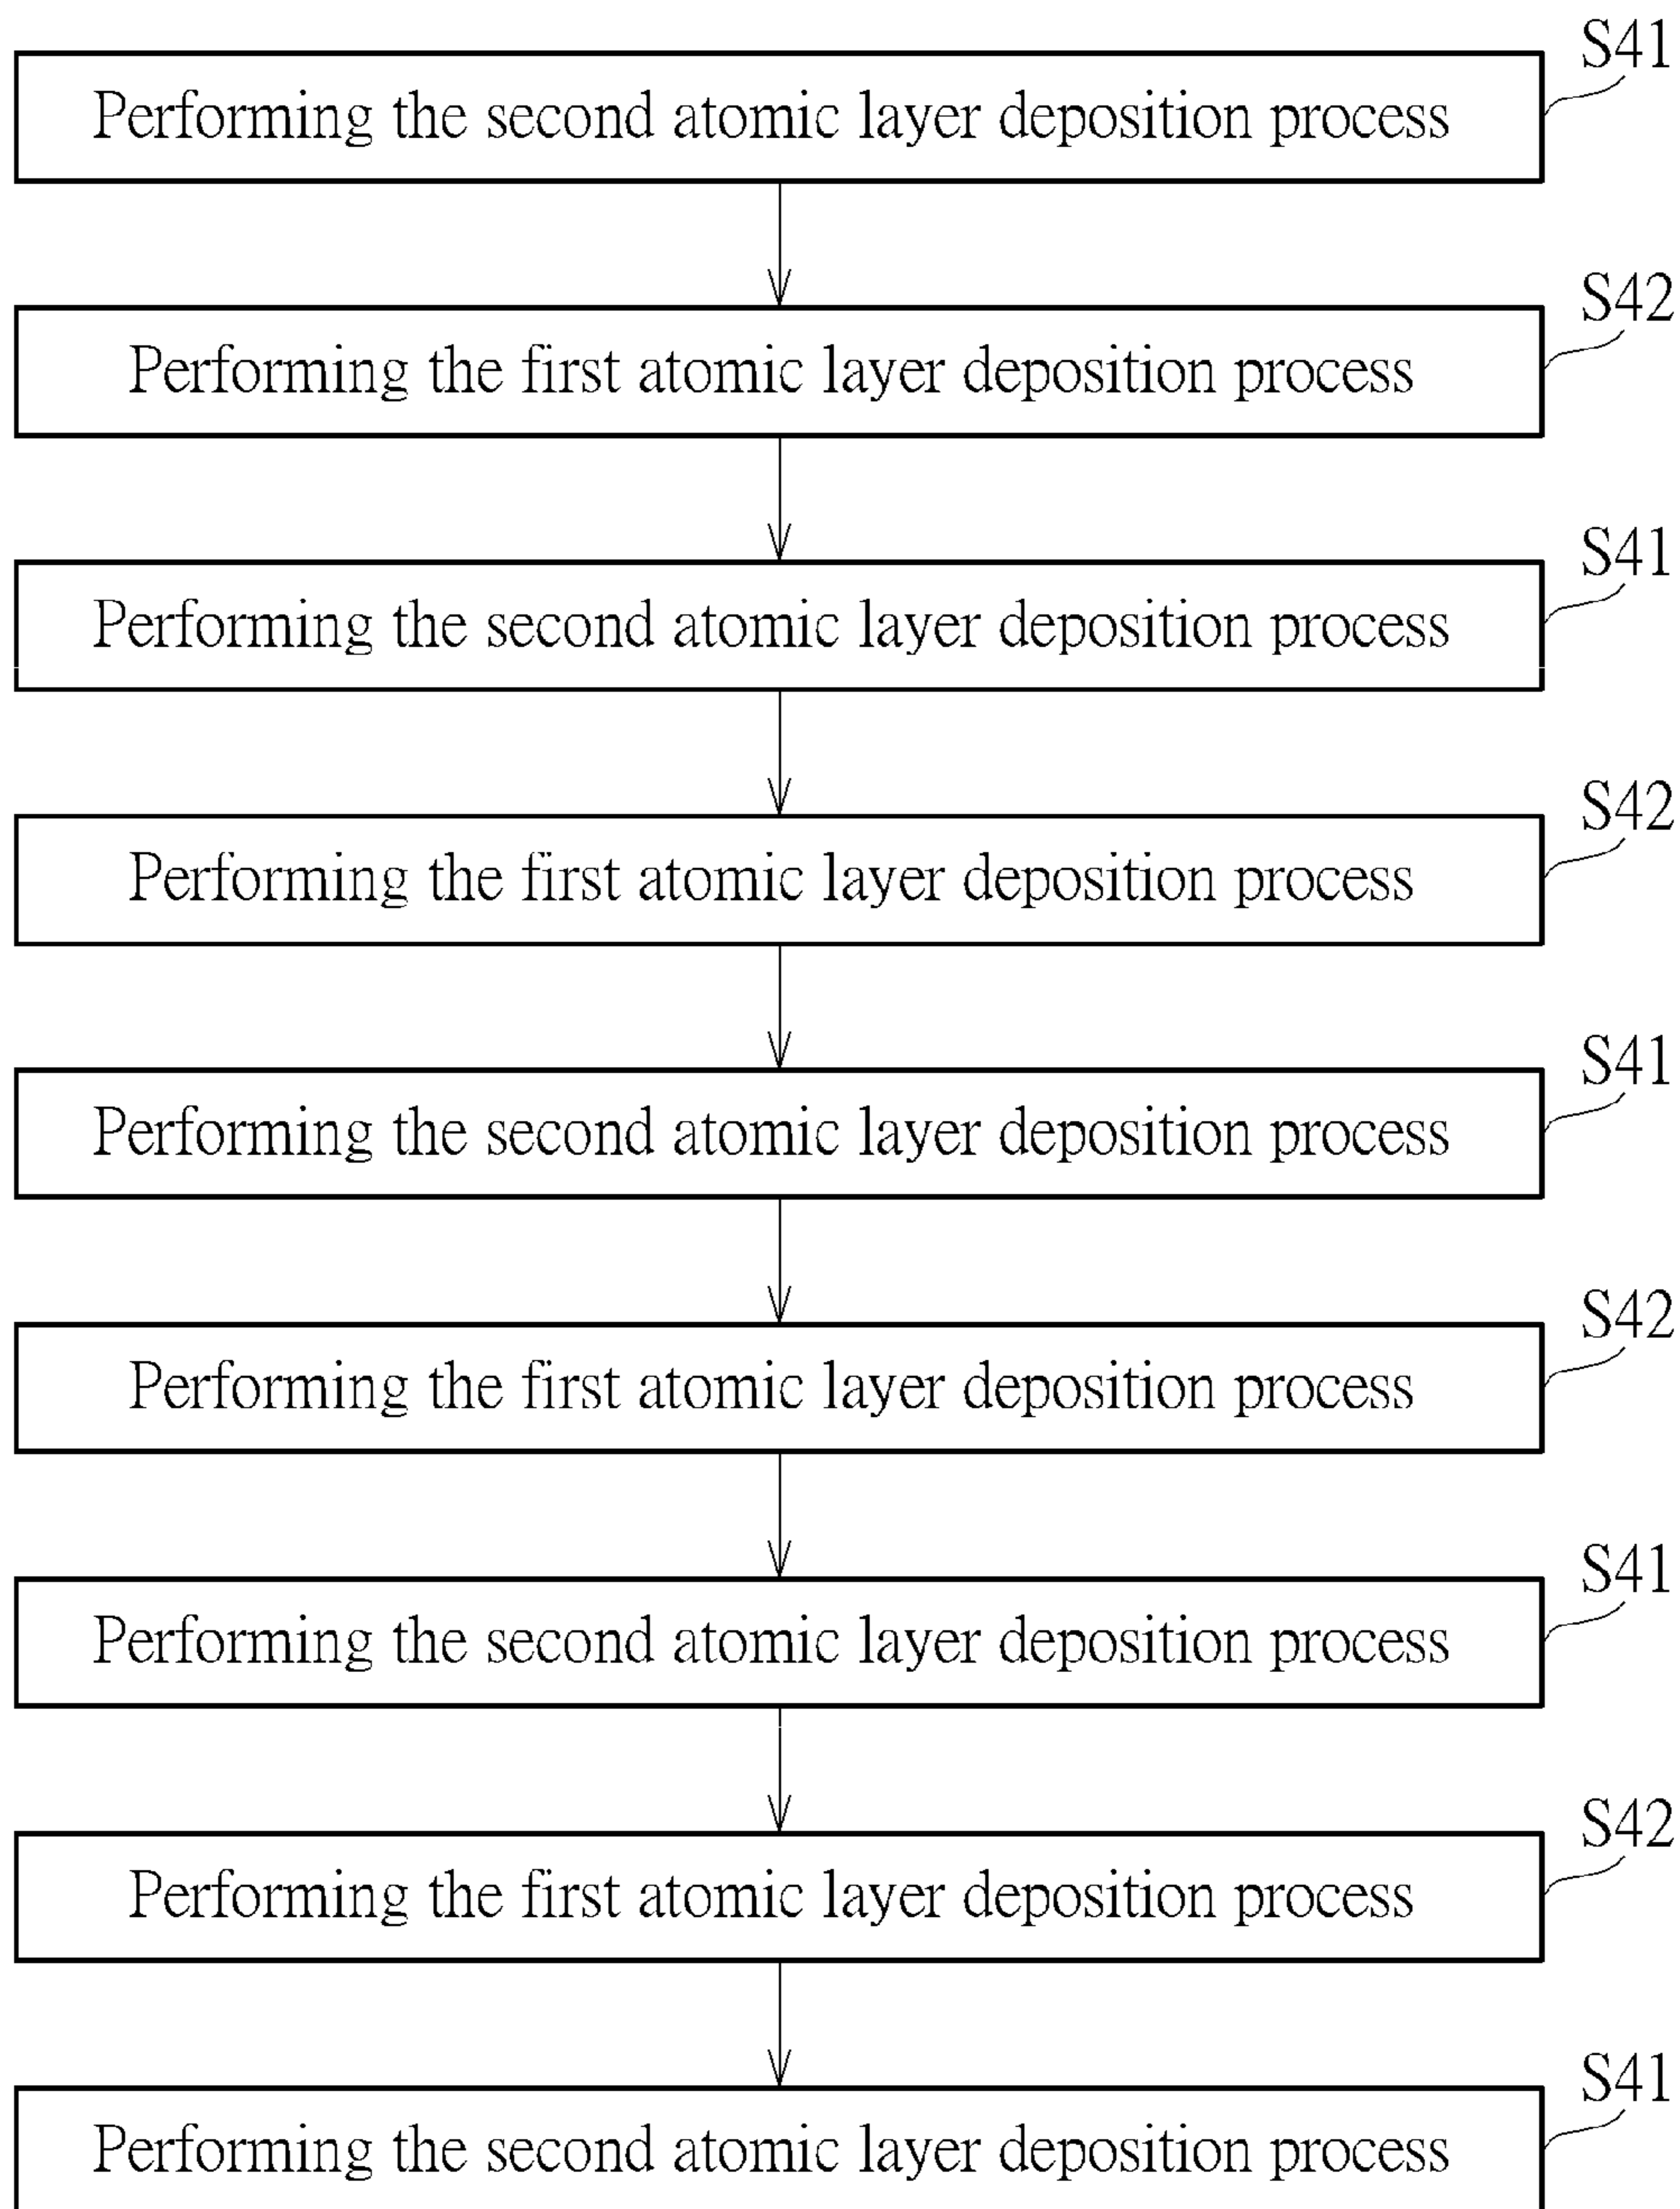 S41
Performing the second atomic layer deposition process
S42
Performing the first atomic layer deposition process
S41
Performing the second atomic layer deposition process
S42
Performing the first atomic layer deposition process
S41
Performing the second atomic layer deposition process
S42
Performing the first atomic layer deposition process
S41
Performing the second atomic layer deposition process
S42
Performing the first atomic layer deposition process
S41
Performing the second atomic layer deposition process